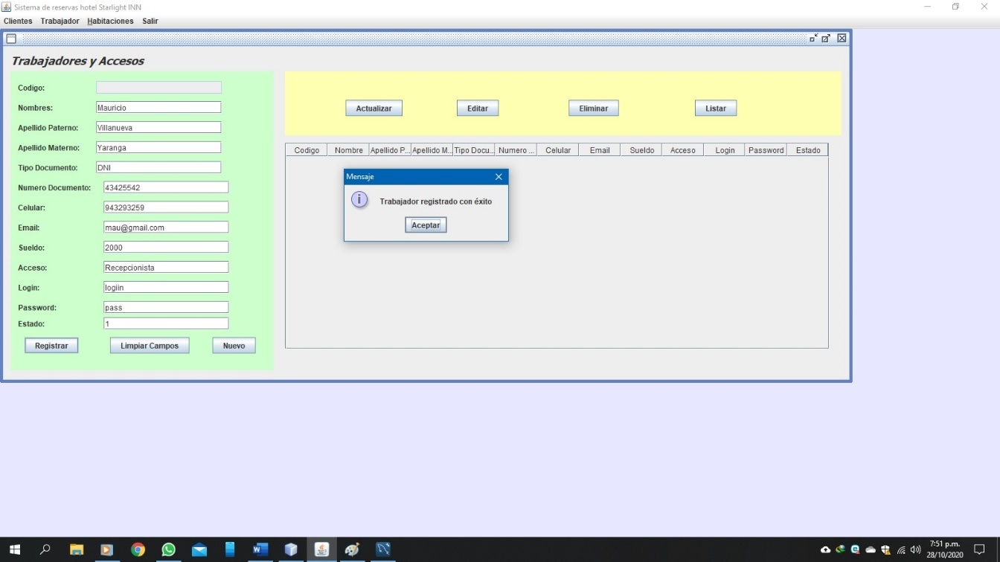 Sistema de reservas hotel Starlight INN
Clientes Trabajador Habitaciones Salir
Trabajadores y Accesos
Codigo:
Nombres: Mauricio
Apellido Paterno: Villanueva
Apellido Materno: Yaranga
Tipo Documento: DNI
Numero Documento: 43425542
Celular: 943293259
Email: mau@gmail.com
Sueldo: 2000
Acceso: Recepcionista
Login: logiin
Password: pass
Estado: 1
Registrar Limpiar Campos Nuevo
Actualizar Editar Eliminar Listar
Codigo Nombre Apellido P... Apellido M... Tipo Docu... Numero ... Celular Email Sueldo Acceso Login Password Estado
Mensaje
Trabajador registrado con éxito
Aceptar
7:51 p.m.
28/10/2020